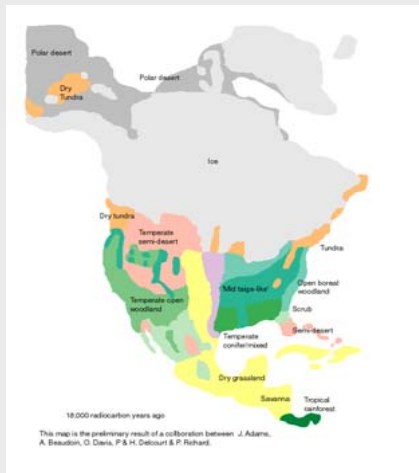 Polar desert
Polar desert
Dry
Tundra
Ice
Dry tundra
Temperate
semi-desert
Tundra
'Mid taiga-like'
Open boreal
woodland
Temperate open
woodland
Scrub
Semi-desert
Temperate
conifer/mixed
Dry grassland
Savanna
Tropical
rainforest
18,000 radiocarbon years ago
This map is the preliminary result of a collboration between J. Adams,
A. Beaudoin, O. Davis, P & H. Delcourt & P. Richard.